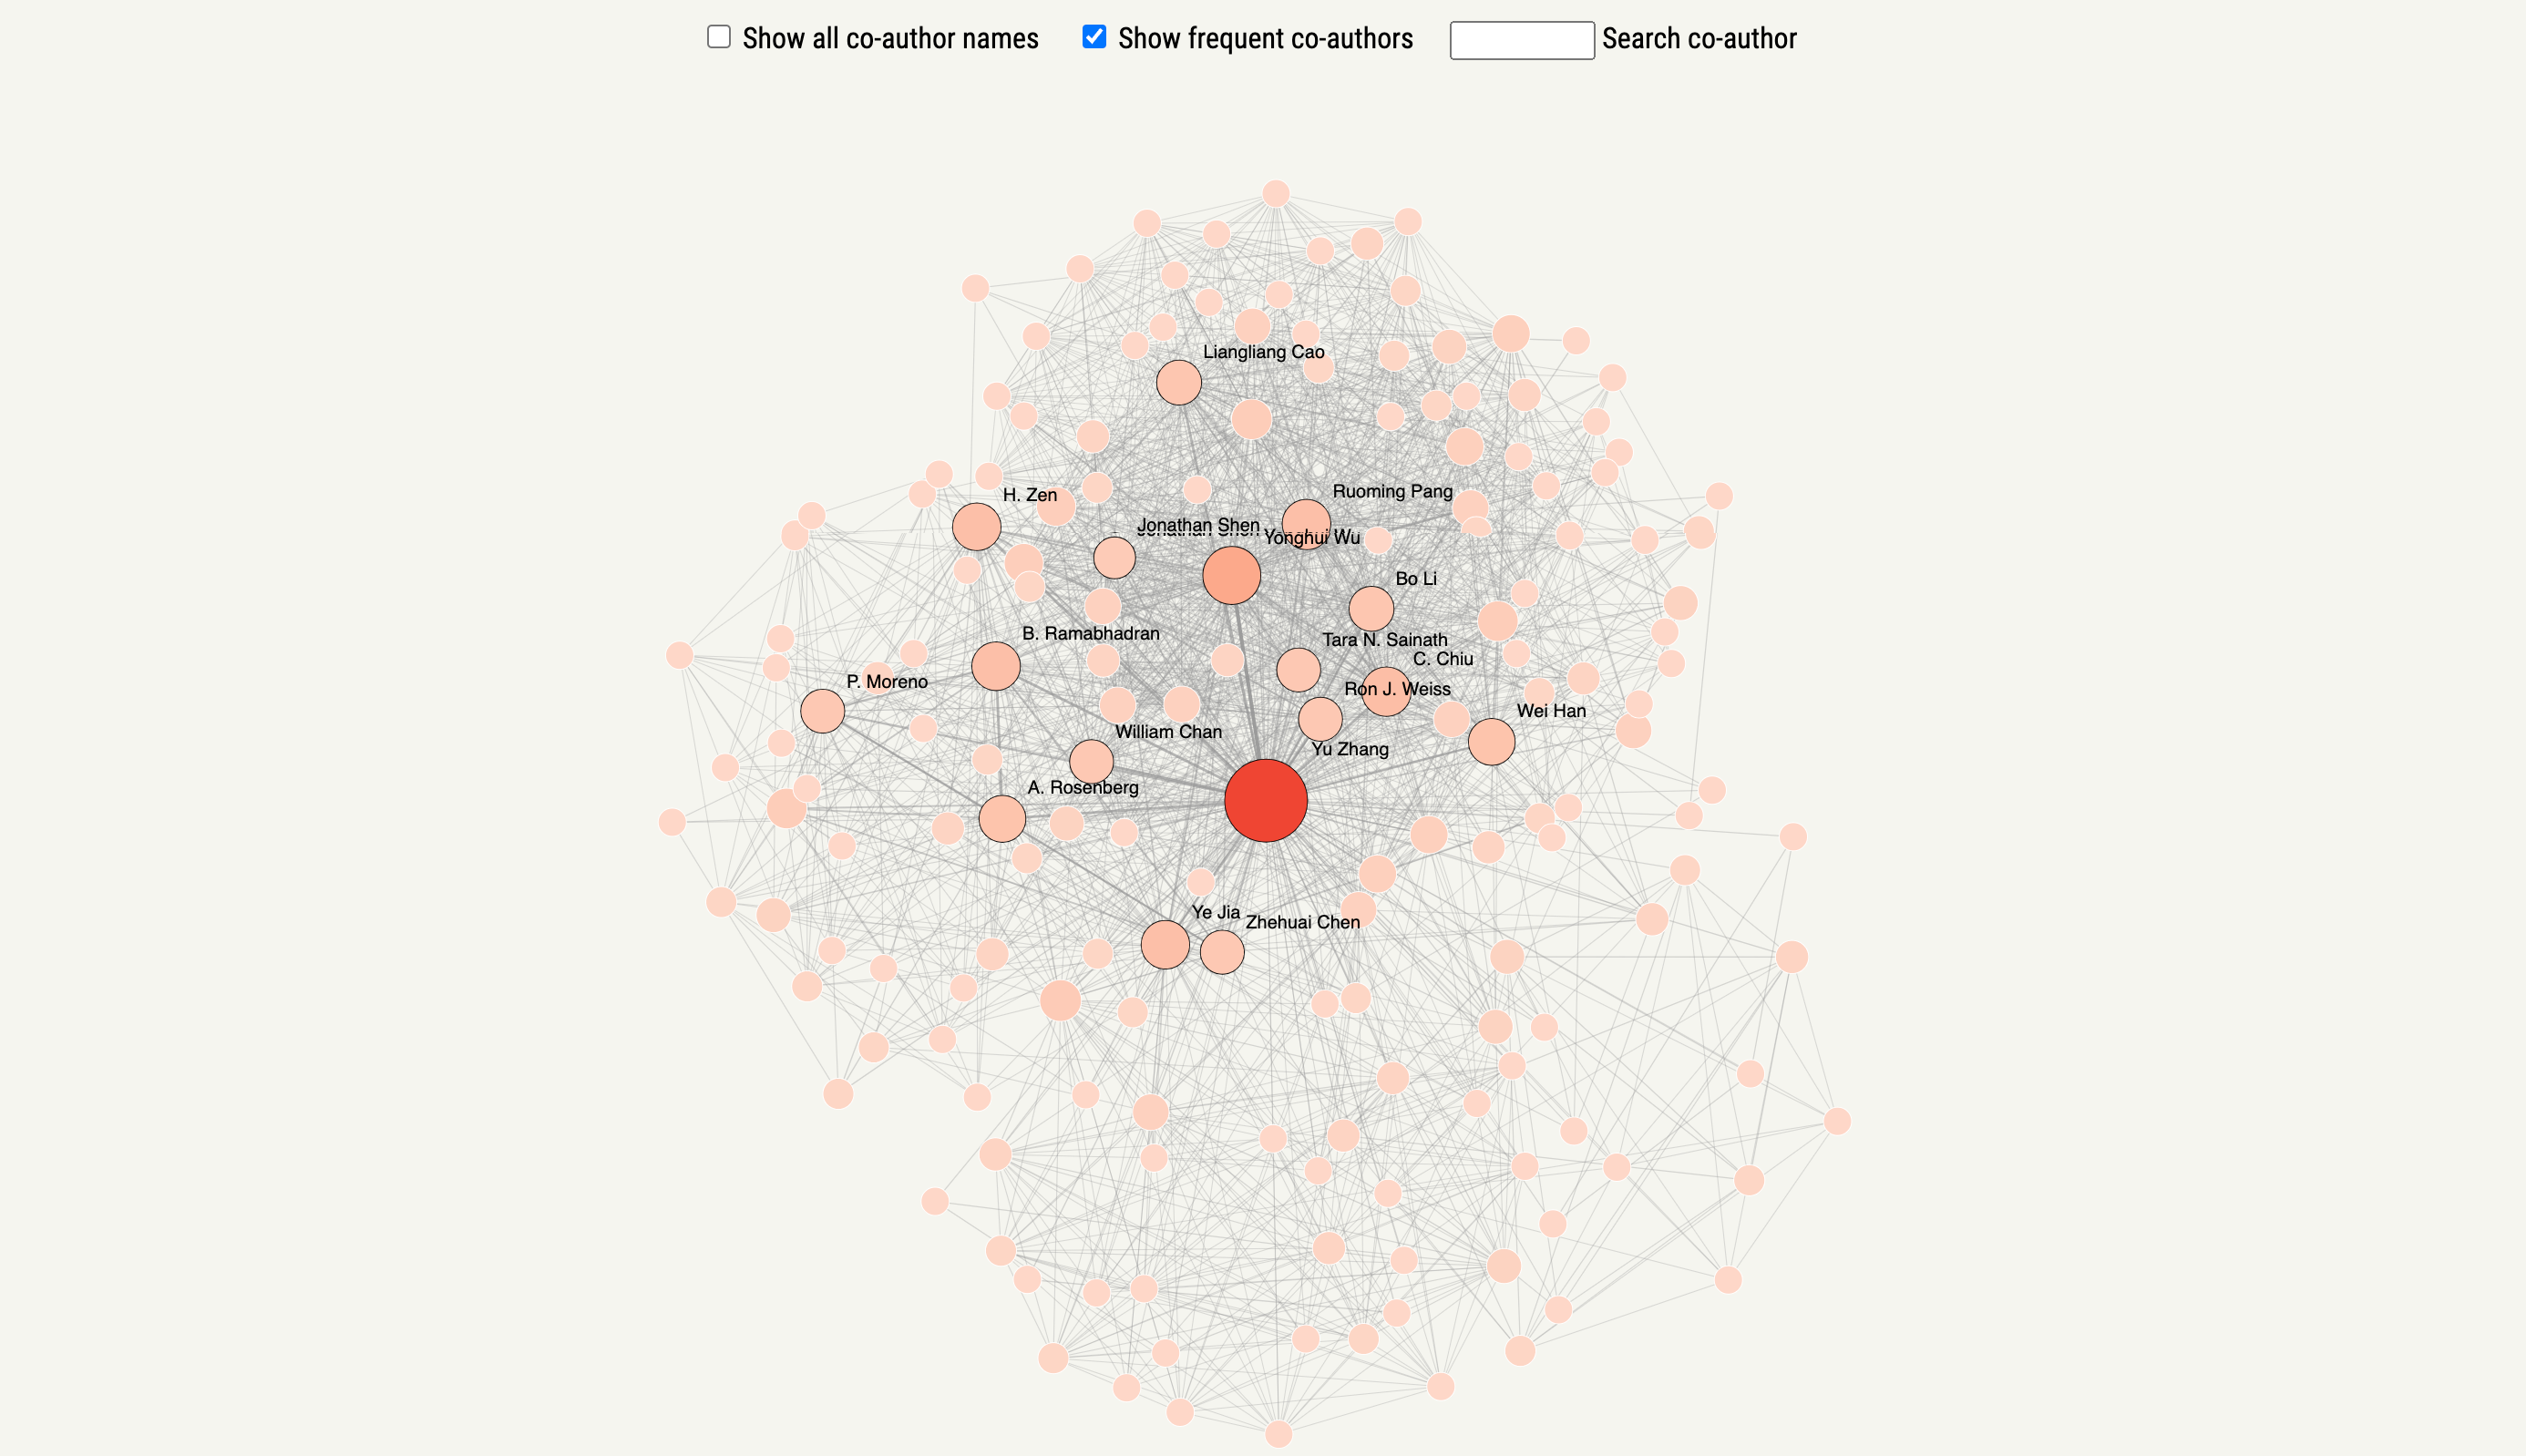 Show all co-author names
Show frequent co-authors
Search co-author
Liangliang Cao
H. Zen
Ruoming Pang
Jonathan Shen
Yonghui Wu
Bo Li
B. Ramabhadran
Tara N. Sainath
C. Chiu
P. Moreno
Ron J. Weiss
Wei Han
William Chan
Yu Zhang
A. Rosenberg
Ye Jia
Zhehuai Chen